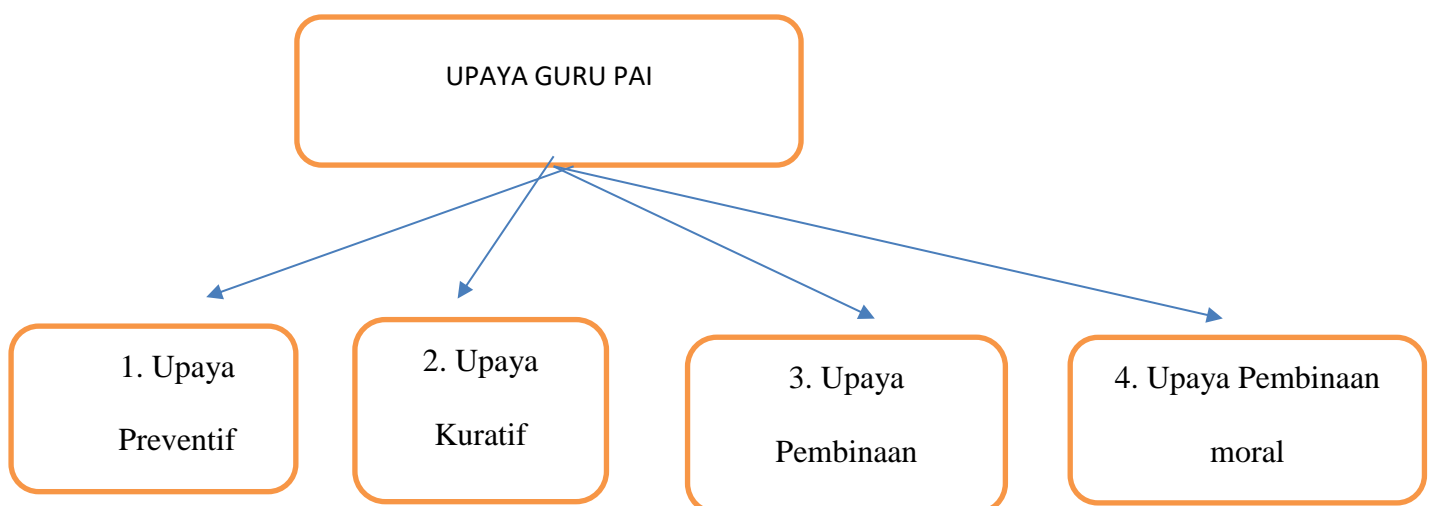 UPAYA GURU PAI
1. Upaya
Preventif
2. Upaya
Kuratif
3. Upaya
Pembinaan
4. Upaya Pembinaan
moral